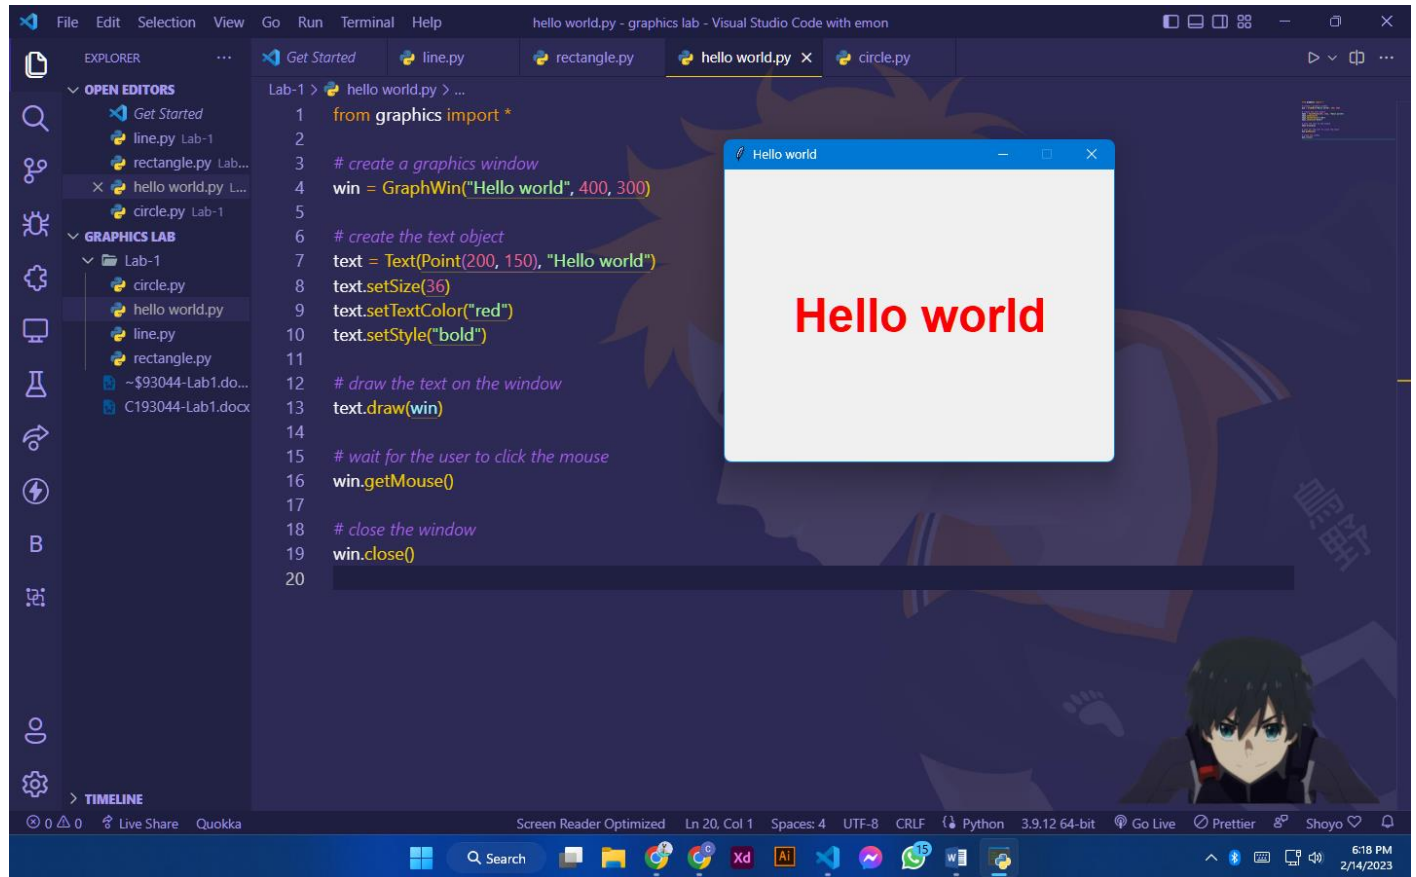 File Edit Selection View Go Run Terminal Help hello world.py - graphics lab - Visual Studio Code with emon
EXPLORER ...
OPEN EDITORS
Get Started
line.py Lab-1
rectangle.py Lab...
hello world.py L...
circle.py Lab-1
GRAPHICS LAB
Lab-1
circle.py
hello world.py
line.py
rectangle.py
~$93044-Lab1.do...
C193044-Lab1.docx
TIMELINE
Get Started line.py rectangle.py hello world.py circle.py
Lab-1 > hello world.py > ...
1 from graphics import *
2
3 # create a graphics window
4 win = GraphWin("Hello world", 400, 300)
5
6 # create the text object
7 text = Text(Point(200, 150), "Hello world")
8 text.setSize(36)
9 text.setTextColor("red")
10 text.setStyle("bold")
11
12 # draw the text on the window
13 text.draw(win)
14
15 # wait for the user to click the mouse
16 win.getMouse()
17
18 # close the window
19 win.close()
20
Hello world
Hello world
烏野
B
0 0 Live Share Quokka Screen Reader Optimized Ln 20, Col 1 Spaces: 4 UTF-8 CRLF Python 3.9.12 64-bit Go Live Prettier Shoyo
Search Xd Ai 15 6:18 PM
2/14/2023